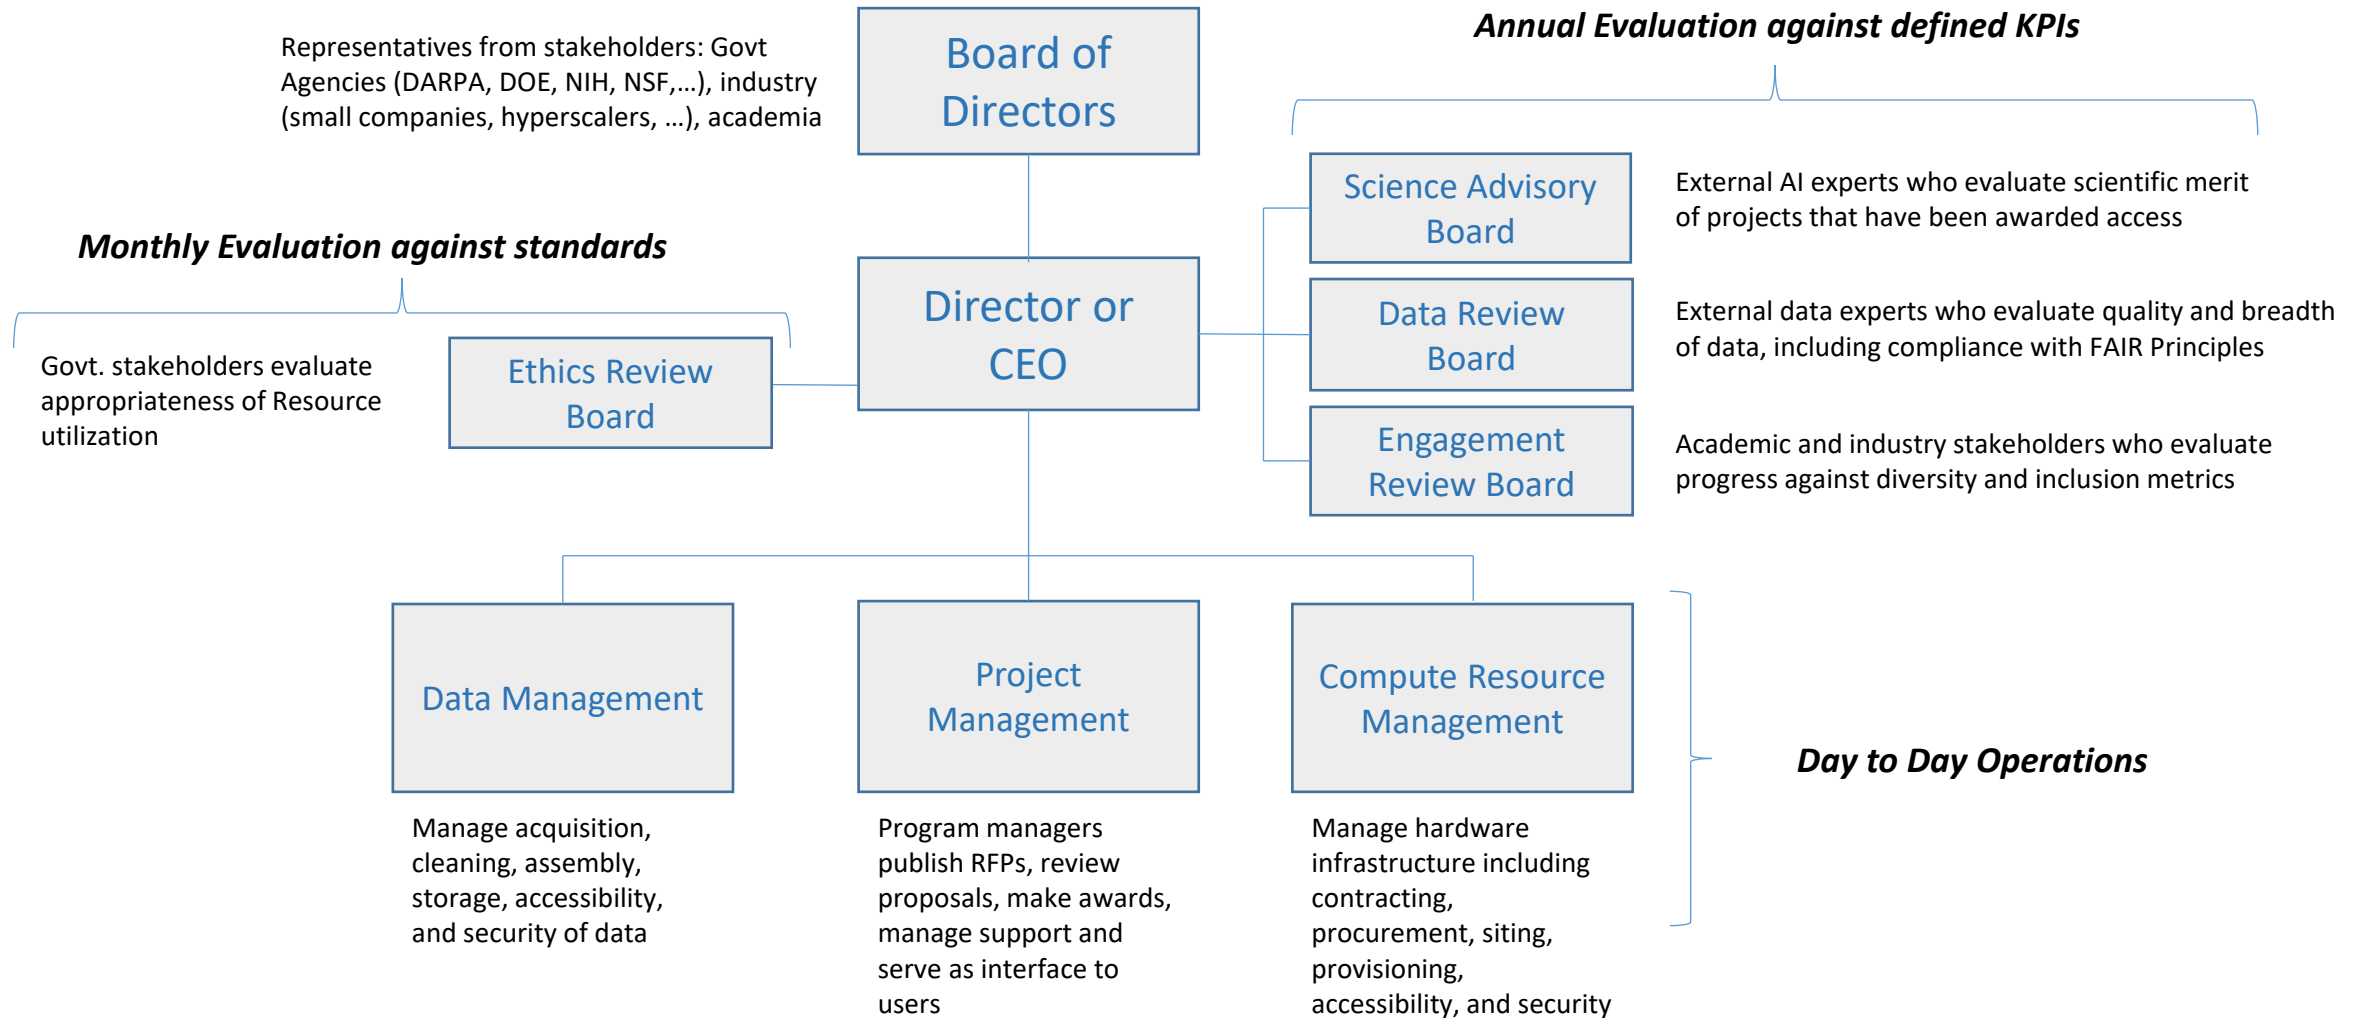 Representatives from stakeholders: Govt
Agencies (DARPA, DOE, NIH, NSF,...), industry
(small companies, hyperscalers, ...), academia
Board of
Directors
Annual Evaluation against defined KPIs
Science Advisory
Board
External AI experts who evaluate scientific merit
of projects that have been awarded access
Monthly Evaluation against standards
Director or
CEO
Data Review
Board
External data experts who evaluate quality and breadth
of data, including compliance with FAIR Principles
Govt. stakeholders evaluate
appropriateness of Resource
utilization
Ethics Review
Board
Engagement
Review Board
Academic and industry stakeholders who evaluate
progress against diversity and inclusion metrics
Data Management
Project
Management
Compute Resource
Management
Day to Day Operations
Manage acquisition,
cleaning, assembly,
storage, accessibility,
and security of data
Program managers
publish RFPs, review
proposals, make awards,
manage support and
serve as interface to
users
Manage hardware
infrastructure including
contracting,
procurement, siting,
provisioning,
accessibility, and security